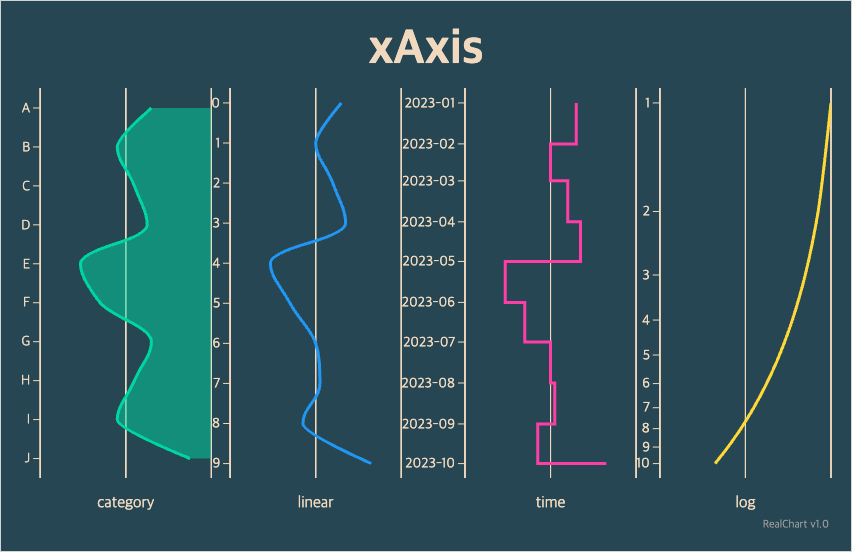 xAxis
A
B
C
D
E
F
G
H
I
J
0
1
2
3
4
5
6
7
8
9
2023-01
2023-02
2023-03
2023-04
2023-05
2023-06
2023-07
2023-08
2023-09
2023-10
1
2
3
4
5
6
7
8
9
10
category
linear
time
log
RealChart v1.0